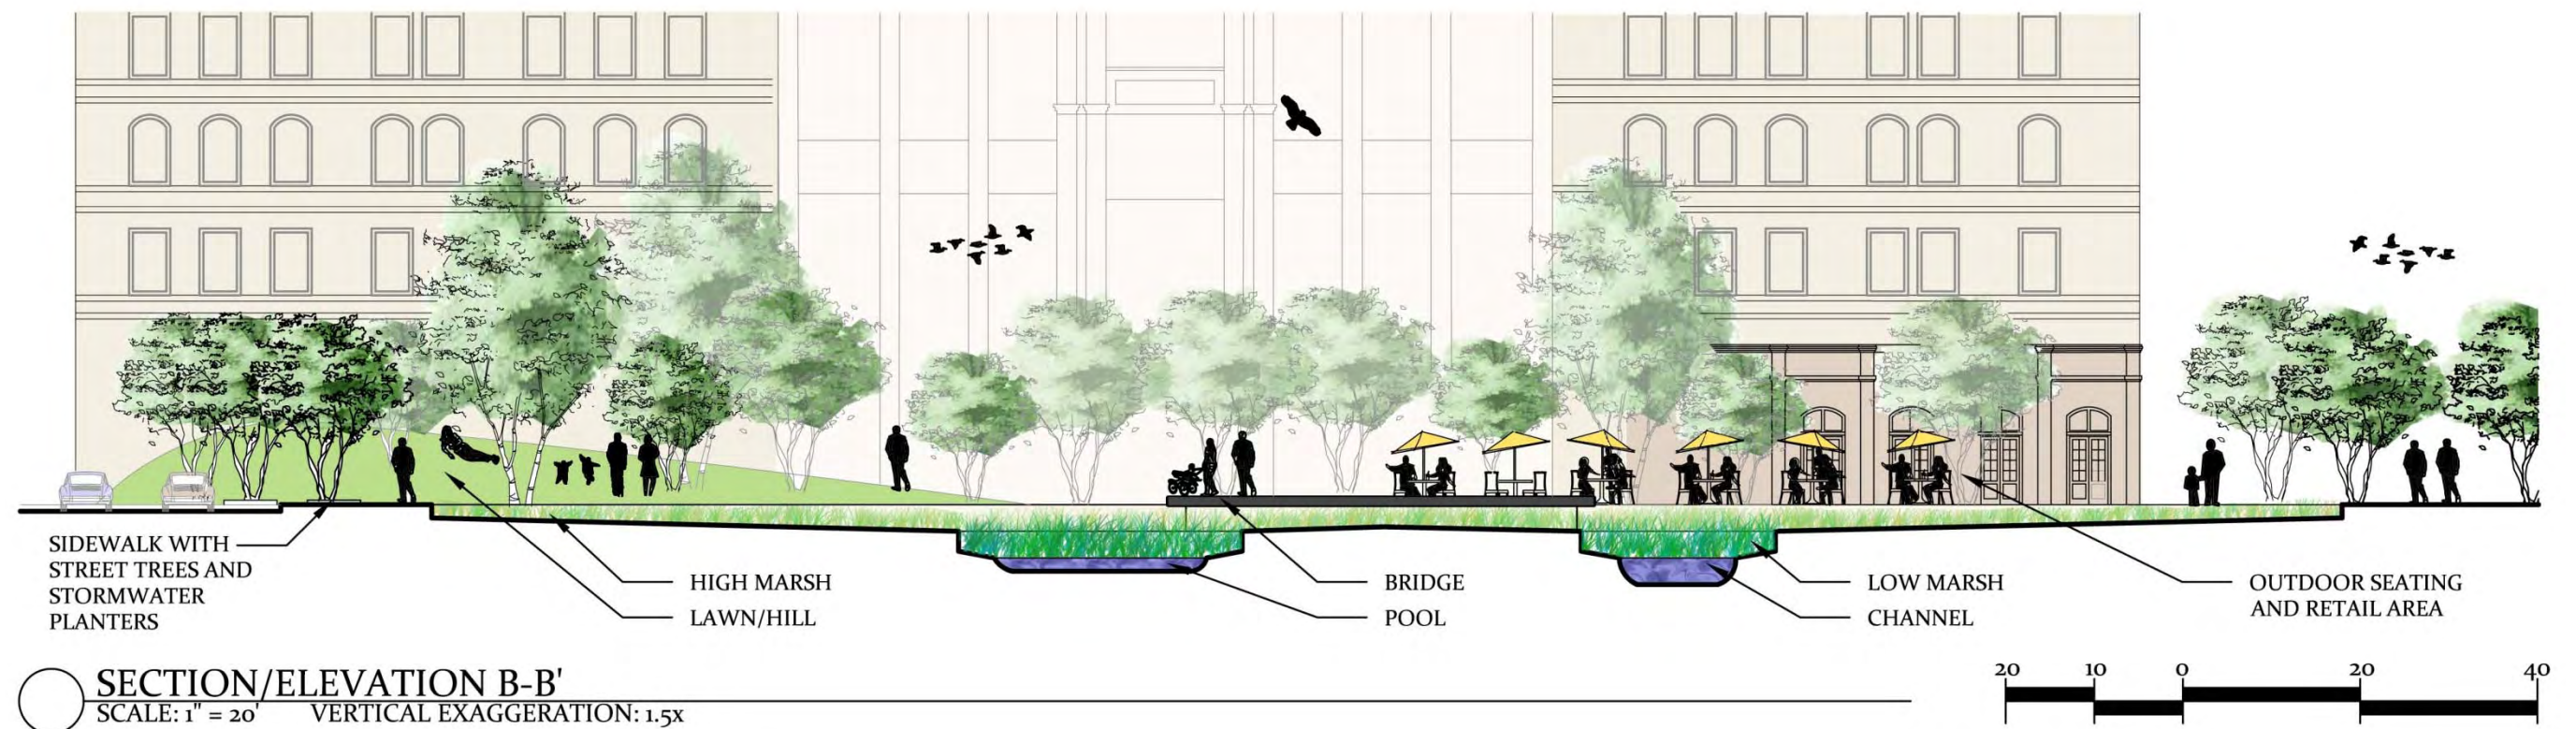 SIDEWALK WITH
STREET TREES AND
STORMWATER
PLANTERS
HIGH MARSH
LAWN/HILL
BRIDGE
POOL
LOW MARSH
CHANNEL
OUTDOOR SEATING
AND RETAIL AREA
SECTION/ELEVATION B-B'
SCALE: 1" = 20' VERTICAL EXAGGERATION: 1.5x
20 10 0 20 40